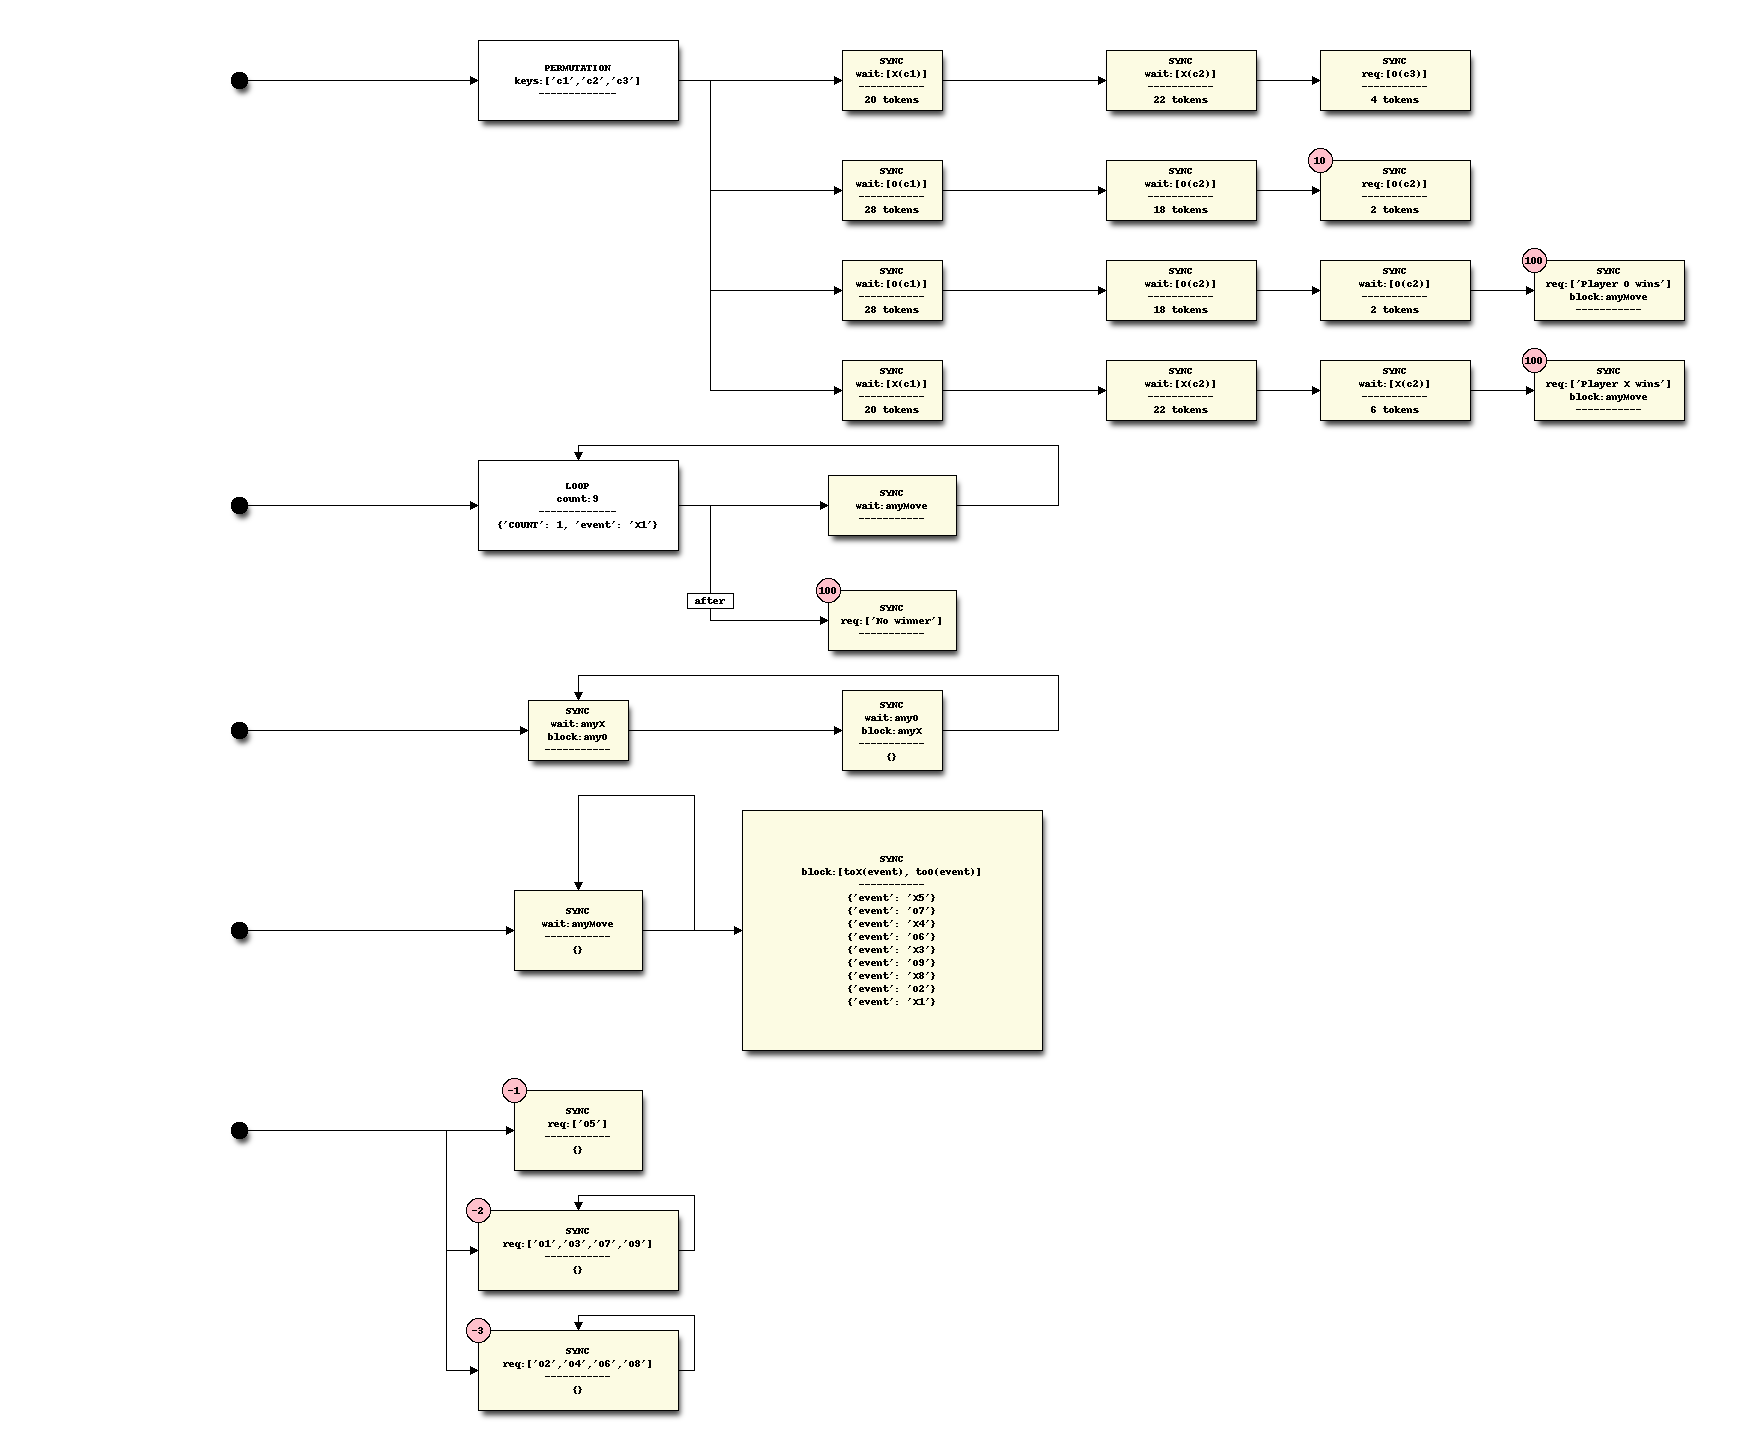 PERMUTATION
keys:['c1','c2','c3']
-------------
SYNC
wait:[X(c1)]
-----------
20 tokens
SYNC
wait:[X(c2)]
-----------
22 tokens
SYNC
req:[O(c3)]
-----------
4 tokens
SYNC
wait:[O(c1)]
-----------
28 tokens
SYNC
wait:[O(c2)]
-----------
18 tokens
10
SYNC
req:[O(c2)]
-----------
2 tokens
SYNC
wait:[O(c1)]
-----------
28 tokens
SYNC
wait:[O(c2)]
-----------
18 tokens
SYNC
wait:[O(c2)]
-----------
2 tokens
100
SYNC
req:['Player O wins']
block:anyMove
-----------
SYNC
wait:[X(c1)]
-----------
20 tokens
SYNC
wait:[X(c2)]
-----------
22 tokens
SYNC
wait:[X(c2)]
-----------
6 tokens
100
SYNC
req:['Player X wins']
block:anyMove
-----------
LOOP
count:9
-------------
{'COUNT': 1, 'event': 'X1'}
SYNC
wait:anyMove
-----------
after
100
SYNC
req:['No winner']
-----------
SYNC
wait:anyX
block:anyO
-----------
SYNC
wait:anyO
block:anyX
-----------
{}
SYNC
wait:anyMove
-----------
{}
SYNC
block:[toX(event), toO(event)]
-----------
{'event': 'X5'}
{'event': 'O7'}
{'event': 'X4'}
{'event': 'O6'}
{'event': 'X3'}
{'event': 'O9'}
{'event': 'X8'}
{'event': 'O2'}
{'event': 'X1'}
-1
SYNC
req:['O5']
-----------
{}
-2
SYNC
req:['O1','O3','O7','O9']
-----------
{}
-3
SYNC
req:['O2','O4','O6','O8']
-----------
{}